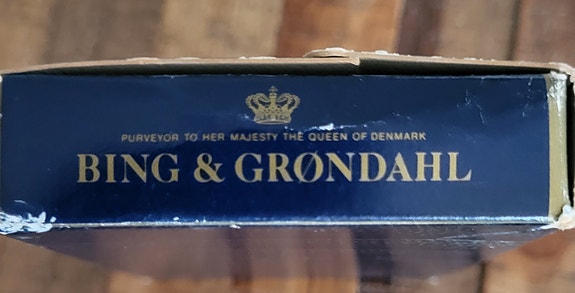 PURVEYOR TO HER MAJESTY THE QUEEN OF DENMARK
BING & GRØNDAHL